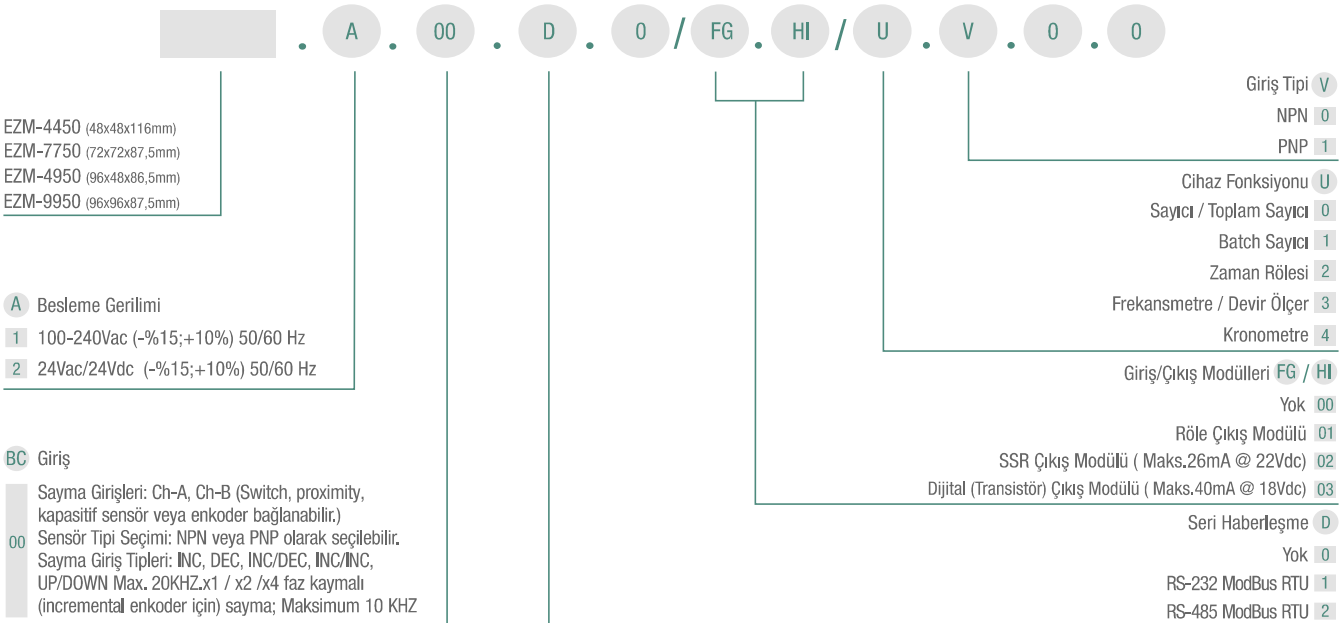 . A . 00 . D . 0 / FG . HI / U . V . 0 . 0
EZM-4450 (48x48x116mm)
EZM-7750 (72x72x87,5mm)
EZM-4950 (96x48x86,5mm)
EZM-9950 (96x96x87,5mm)
A Besleme Gerilimi
1 100-240Vac (-%15;+10%) 50/60 Hz
2 24Vac/24Vdc (-%15;+10%) 50/60 Hz
BC Giriş
00 Sayma Girişleri: Ch-A, Ch-B (Switch, proximity,
kapasitif sensör veya enkoder bağlanabilir.)
Sensör Tipi Seçimi: NPN veya PNP olarak seçilebilir.
Sayma Giriş Tipleri: INC, DEC, INC/DEC, INC/INC,
UP/DOWN Max. 20KHZ.x1 / x2 /x4 faz kaymalı
(incremental enkoder için) sayma; Maksimum 10 KHZ
Giriş Tipi V
NPN 0
PNP 1
Cihaz Fonksiyonu U
Sayıcı / Toplam Sayıcı 0
Batch Sayıcı 1
Zaman Rölesi 2
Frekansmetre / Devir Ölçer 3
Kronometre 4
Giriş/Çıkış Modülleri FG / HI
Yok 00
Röle Çıkış Modülü 01
SSR Çıkış Modülü ( Maks.26mA @ 22Vdc) 02
Dijital (Transistör) Çıkış Modülü ( Maks.40mA @ 18Vdc) 03
Seri Haberleşme D
Yok 0
RS-232 ModBus RTU 1
RS-485 ModBus RTU 2